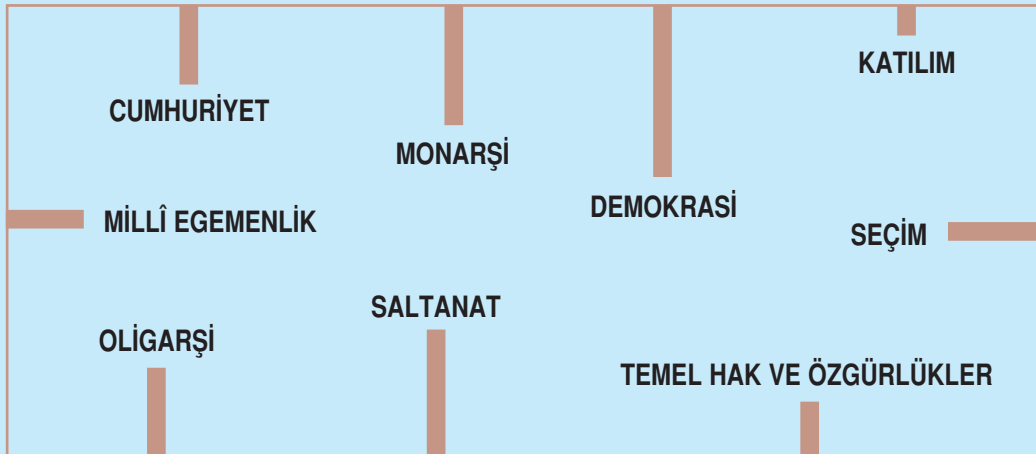 KATILIM
CUMHURİYET
MONARŞİ
DEMOKRASİ
MİLLÎ EGEMENLİK
SEÇİM
SALTANAT
OLİGARŞİ
TEMEL HAK VE ÖZGÜRLÜKLER